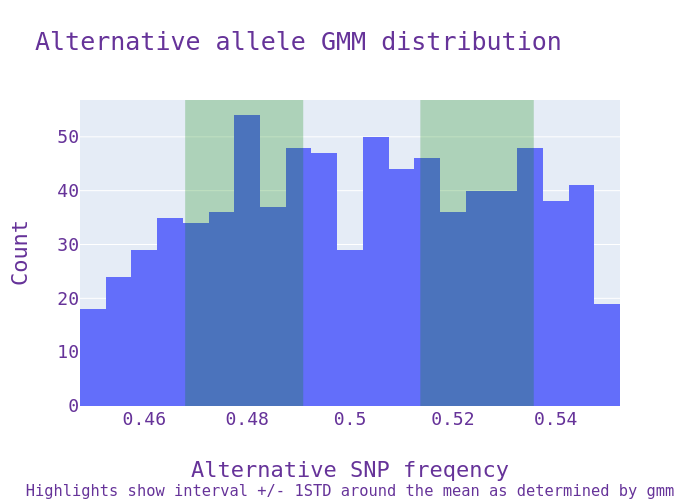 Alternative allele GMM distribution
Count
50
40
30
20
10
0
0.46 0.48 0.5 0.52 0.54
Alternative SNP freqency
Highlights show interval +/- 1STD around the mean as determined by gmm